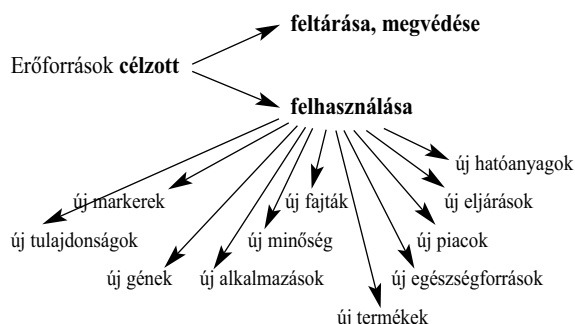 feltárása, megvédése
Erőforrások célzott
felhasználása
új hatóanyagok
új markerek
új fajták
új eljárások
új tulajdonságok
új minőség
új piacok
új gének
új alkalmazások
új egészségforrások
új termékek